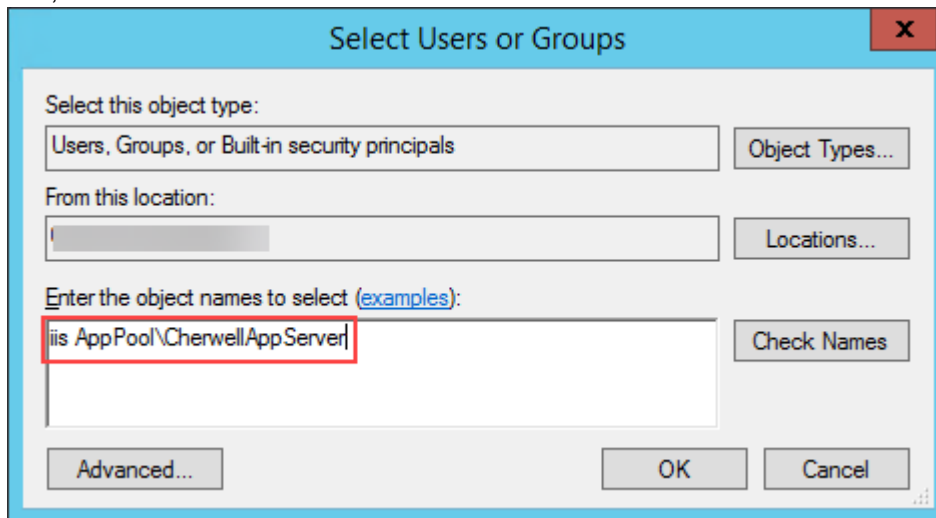 Select Users or Groups
x
Select this object type:
Users, Groups, or Built-in security principals
Object Types...
From this location:
Locations...
Enter the object names to select (examples):
iis AppPool\CherwellAppServer
Check Names
Advanced...
OK
Cancel